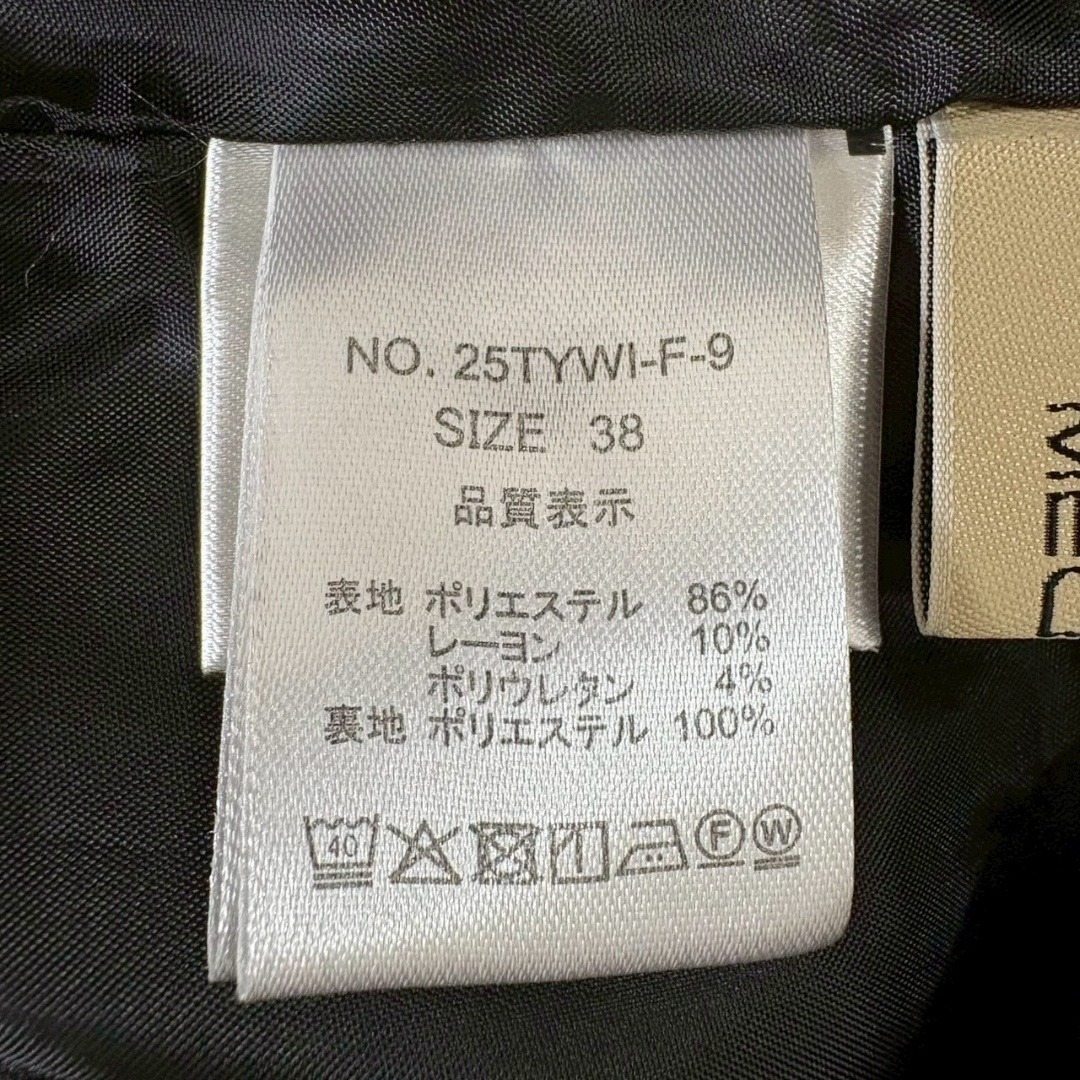 NO. 25TYWI-F-9
SIZE 38
品質表示
表地 ポリエステル 86%
レーヨン 10%
ポリウレタン 4%
裏地 ポリエステル 100%
40
F W